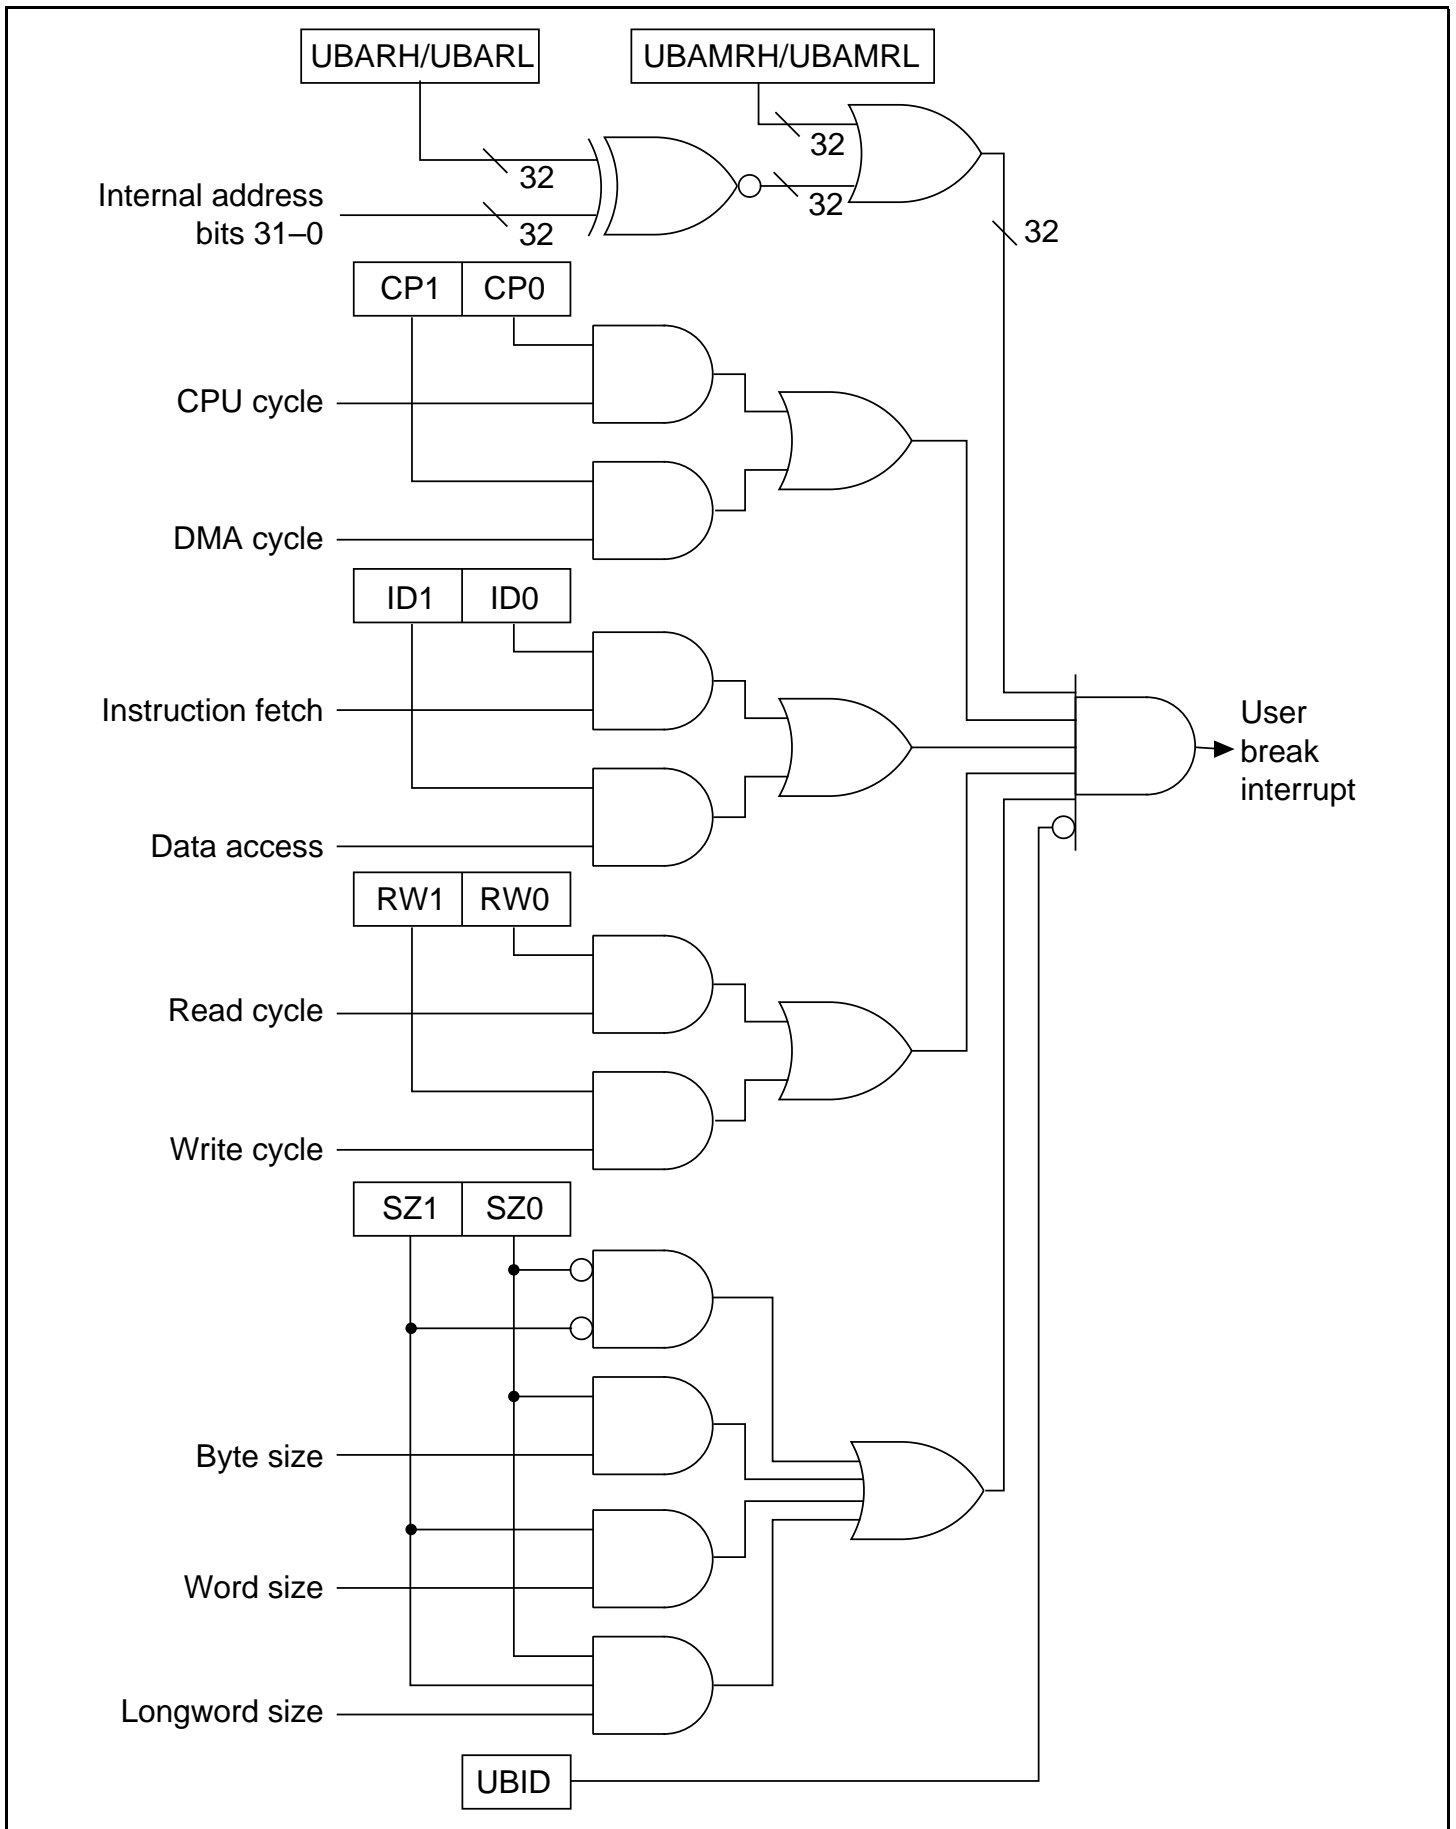 UBARH/UBARL
UBAMRH/UBAMRL
32
32
32
32
32
Internal address
bits 31–0
CP1
CP0
CPU cycle
DMA cycle
ID1
ID0
Instruction fetch
Data access
User
break
interrupt
RW1
RW0
Read cycle
Write cycle
SZ1
SZ0
Byte size
Word size
Longword size
UBID